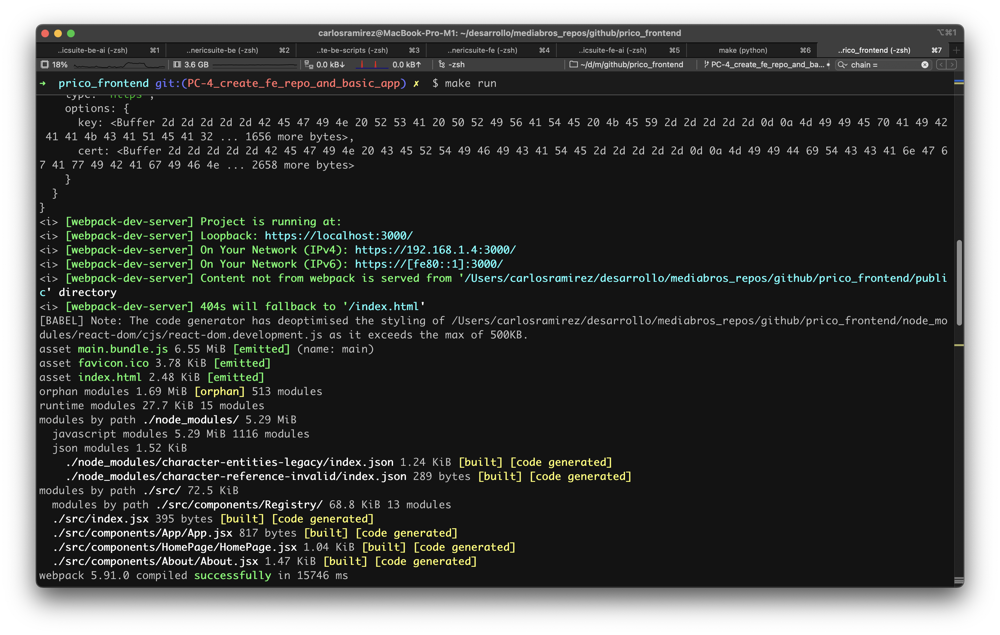 carlosramirez@MacBook-Pro-M1: ~/desarrollo/mediabros_repos/github/prico_frontend ⌥⌘1
..icsuite-be-ai (-zsh) ⌘1 ..nericsuite-be (-zsh) ⌘2 ..te-be-scripts (-zsh) ⌘3 ..nericsuite-fe (-zsh) ⌘4 ..icsuite-fe-ai (-zsh) ⌘5 make (python) ⌘6 ..rico_frontend (-zsh) ⌘7
18% 3.6 GB 0.0 kB↓ 0.0 kB↑ -zsh ~/d/m/github/prico_frontend PC-4_create_fe_repo_and_ba... chain =
➜ prico_frontend git:(PC-4_create_fe_repo_and_basic_app) ✗ $ make run
type: 'https',
options: {
key: <Buffer 2d 2d 2d 2d 2d 42 45 47 49 4e 20 52 53 41 20 50 52 49 56 41 54 45 20 4b 45 59 2d 2d 2d 2d 2d 0d 0a 4d 49 49 45 70 41 49 42
41 41 4b 43 41 51 45 41 32 ... 1656 more bytes>,
cert: <Buffer 2d 2d 2d 2d 2d 42 45 47 49 4e 20 43 45 52 54 49 46 49 43 41 54 45 2d 2d 2d 2d 2d 0d 0a 4d 49 49 44 69 54 43 43 41 6e 47 6
7 41 77 49 42 41 67 49 46 4e ... 2658 more bytes>
}
}
}
<i> [webpack-dev-server] Project is running at:
<i> [webpack-dev-server] Loopback: https://localhost:3000/
<i> [webpack-dev-server] On Your Network (IPv4): https://192.168.1.4:3000/
<i> [webpack-dev-server] On Your Network (IPv6): https://[fe80::1]:3000/
<i> [webpack-dev-server] Content not from webpack is served from '/Users/carlosramirez/desarrollo/mediabros_repos/github/prico_frontend/publi
c' directory
<i> [webpack-dev-server] 404s will fallback to '/index.html'
[BABEL] Note: The code generator has deoptimised the styling of /Users/carlosramirez/desarrollo/mediabros_repos/github/prico_frontend/node_mo
dules/react-dom/cjs/react-dom.development.js as it exceeds the max of 500KB.
asset main.bundle.js 6.55 MiB [emitted] (name: main)
asset favicon.ico 3.78 KiB [emitted]
asset index.html 2.48 KiB [emitted]
orphan modules 1.69 MiB [orphan] 513 modules
runtime modules 27.7 KiB 15 modules
modules by path ./node_modules/ 5.29 MiB
javascript modules 5.29 MiB 1116 modules
json modules 1.52 KiB
./node_modules/character-entities-legacy/index.json 1.24 KiB [built] [code generated]
./node_modules/character-reference-invalid/index.json 289 bytes [built] [code generated]
modules by path ./src/ 72.5 KiB
modules by path ./src/components/Registry/ 68.8 KiB 13 modules
./src/index.jsx 395 bytes [built] [code generated]
./src/components/App/App.jsx 817 bytes [built] [code generated]
./src/components/HomePage/HomePage.jsx 1.04 KiB [built] [code generated]
./src/components/About/About.jsx 1.47 KiB [built] [code generated]
webpack 5.91.0 compiled successfully in 15746 ms